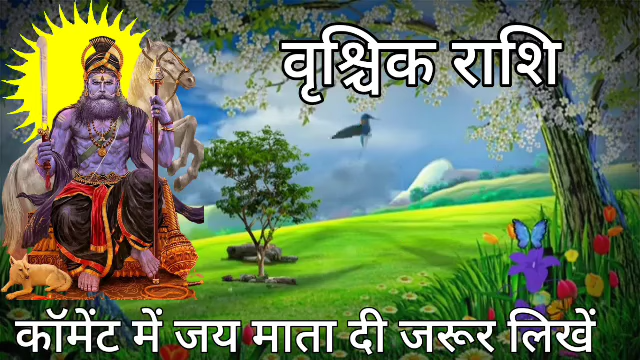 वृश्चिक राशि
कॉमेंट में जय माता दी जरूर लिखें